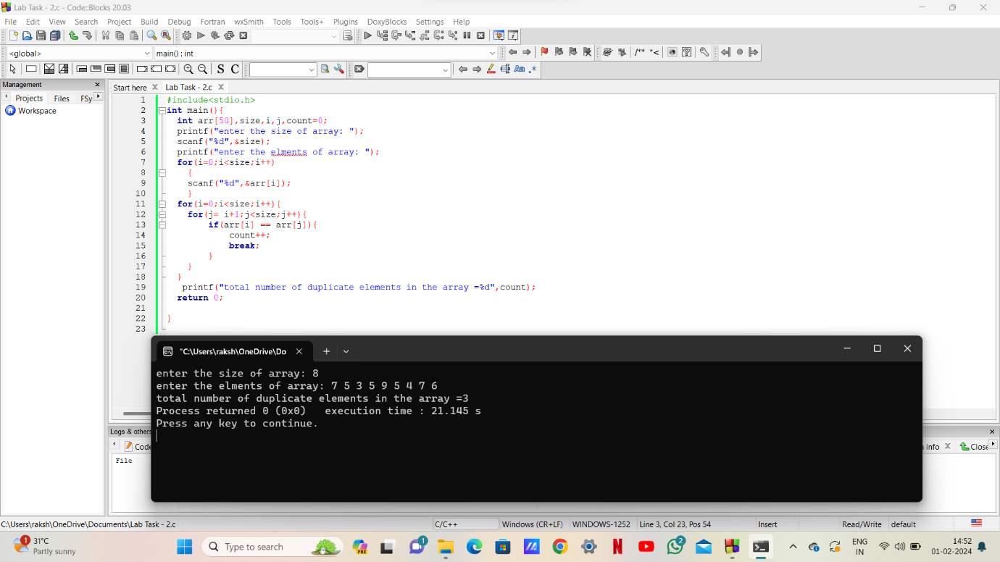 Lab Task - 2.c - Code::Blocks 20.03
File Edit View Search Project Build Debug Fortran wxSmith Tools Tools+ Plugins DoxyBlocks Settings Help
<global> main() : int
/** *<
S C Aa .*
Management
Projects Files FSy
Workspace
Start here Lab Task - 2.c
1 #include<stdio.h>
2 int main(){
3 int arr[50],size,i,j,count=0;
4 printf("enter the size of array: ");
5 scanf("%d",&size);
6 printf("enter the elments of array: ");
7 for(i=0;i<size;i++)
8 {
9 scanf("%d",&arr[i]);
10 }
11 for(i=0;i<size;i++){
12 for(j= i+1;j<size;j++){
13 if(arr[i] == arr[j]){
14 count++;
15 break;
16 }
17 }
18 }
19 printf("total number of duplicate elements in the array =%d",count);
20 return 0;
21
22 }
23
"C:\Users\raksh\OneDrive\Do
enter the size of array: 8
enter the elments of array: 7 5 3 5 9 5 4 7 6
total number of duplicate elements in the array =3
Process returned 0 (0x0) execution time : 21.145 s
Press any key to continue.
Logs & others
Code
info Close
File
C:\Users\raksh\OneDrive\Documents\Lab Task - 2.c C/C++ Windows (CR+LF) WINDOWS-1252 Line 3, Col 23, Pos 54 Insert Read/Write default
1 31°C
Partly sunny
Type to search
PRE
1
2
ENG
IN
14:52
01-02-2024